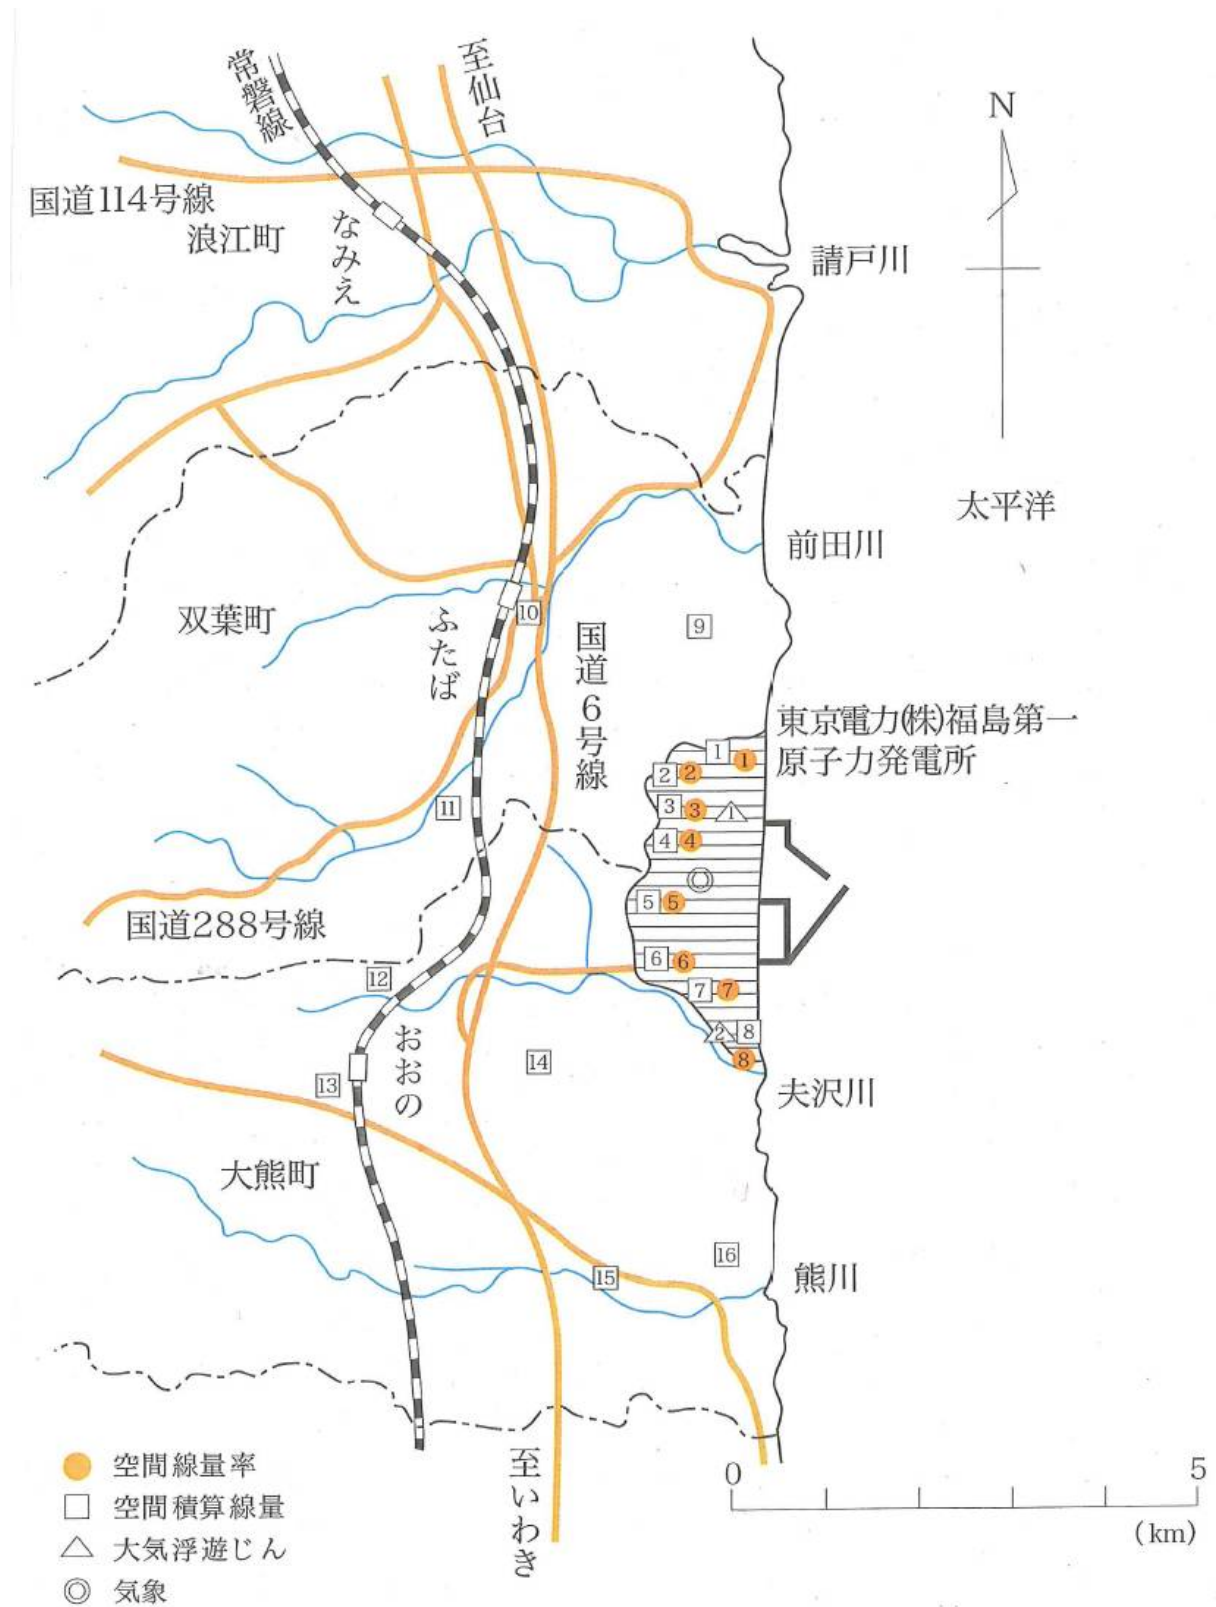 常磐線
至仙台
N
国道114号線
浪江町
なみえ
請戸川
太平洋
前田川
双葉町
ふたば
10
9
国道6号線
東京電力(株)福島第一
原子力発電所
1
1
2
2
3
3
1
4
4
11
5
5
国道288号線
6
6
12
7
7
2
8
8
おおの
14
13
夫沢川
大熊町
16
15
熊川
至いわき
空間線量率
空間積算線量
大気浮遊じん
気象
0
5
(km)